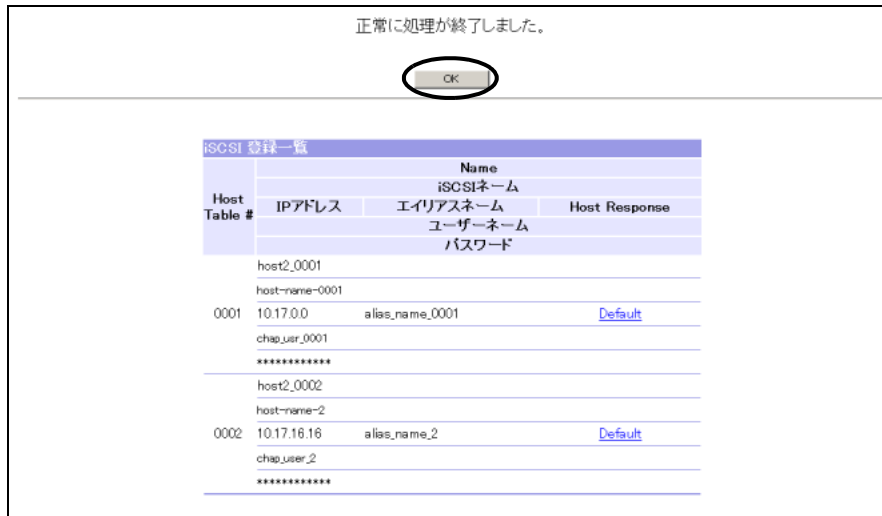 正常に処理が終了しました。
OK
iSCSI 登録一覧
Host Table #
Name
iSCSIネーム
IPアドレス エイリアスネーム Host Response
ユーザーネーム
パスワード
host2_0001
host-name-0001
0001 10.17.0.0 alias_name_0001 Default
chap_usr_0001
************
host2_0002
host-name-2
0002 10.17.16.16 alias_name_2 Default
chap_user_2
************